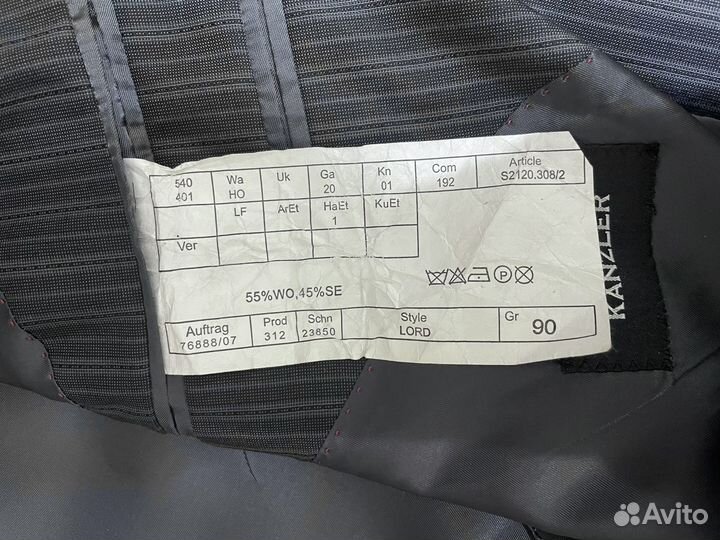 540 Wa Uk Ga Kn Com Article
401 HO 20 01 192 S2120.308/2
LF ArEt HaEt KuEt
1
Ver
55%WO,45%SE
Auftrag Prod Schn Style Gr 90
76888/07 312 23850 LORD
KANZLER
Avito